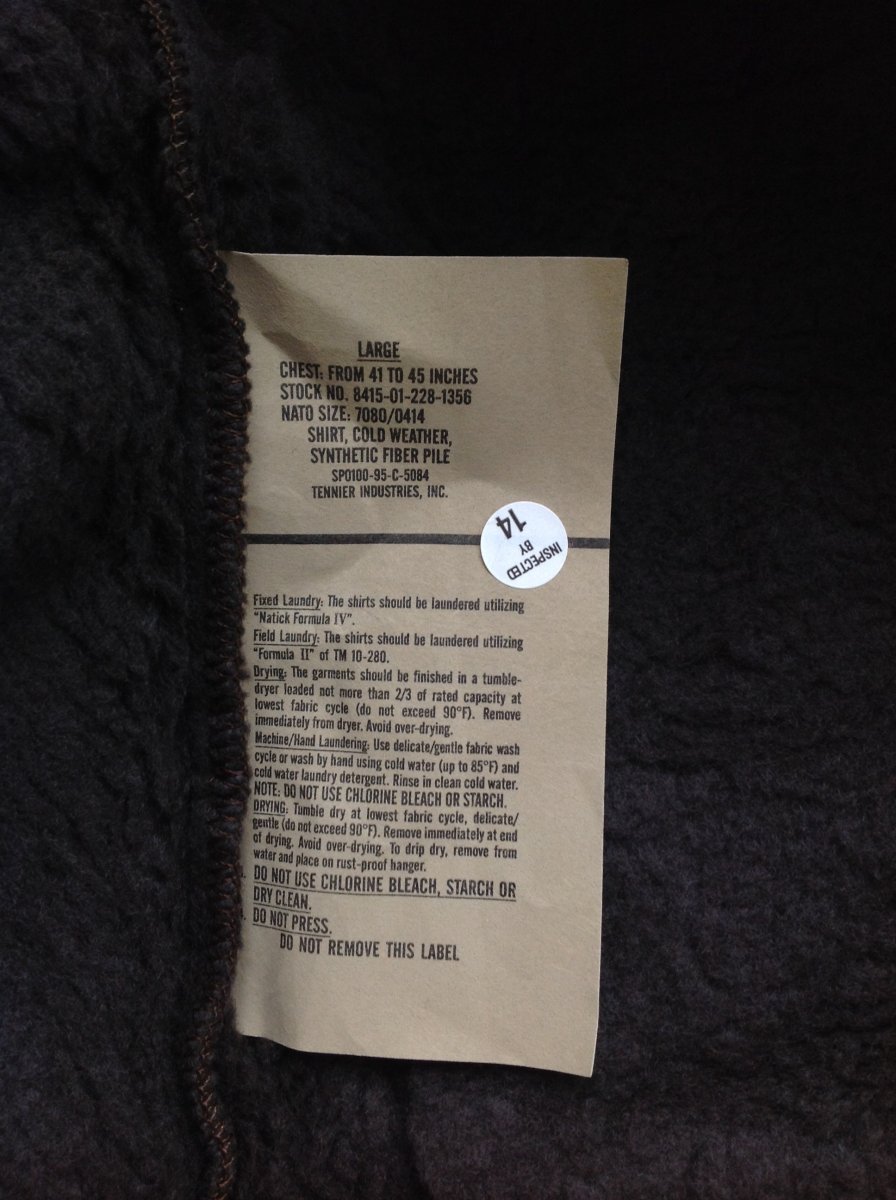 LARGE
CHEST: FROM 41 TO 45 INCHES
STOCK NO. 8415-01-228-1356
NATO SIZE: 7080/0414
SHIRT, COLD WEATHER,
SYNTHETIC FIBER PILE
SPO100-95-C-5084
TENNIER INDUSTRIES, INC.
INSPECTED
BY
14
Fixed Laundry: The shirts should be laundered utilizing
"Natick Formula IV".
Field Laundry: The shirts should be laundered utilizing
"Formula II" of TM 10-280.
Drying: The garments should be finished in a tumble-
dryer loaded not more than 2/3 of rated capacity at
lowest fabric cycle (do not exceed 90°F). Remove
immediately from dryer. Avoid over-drying.
Machine/Hand Laundering: Use delicate/gentle fabric wash
cycle or wash by hand using cold water (up to 85°F) and
cold water laundry detergent. Rinse in clean cold water.
NOTE: DO NOT USE CHLORINE BLEACH OR STARCH.
DRYING: Tumble dry at lowest fabric cycle, delicate/
gentle (do not exceed 90°F). Remove immediately at end
of drying. Avoid over-drying. To drip dry, remove from
water and place on rust-proof hanger.
DO NOT USE CHLORINE BLEACH, STARCH OR
DRY CLEAN.
DO NOT PRESS.
DO NOT REMOVE THIS LABEL